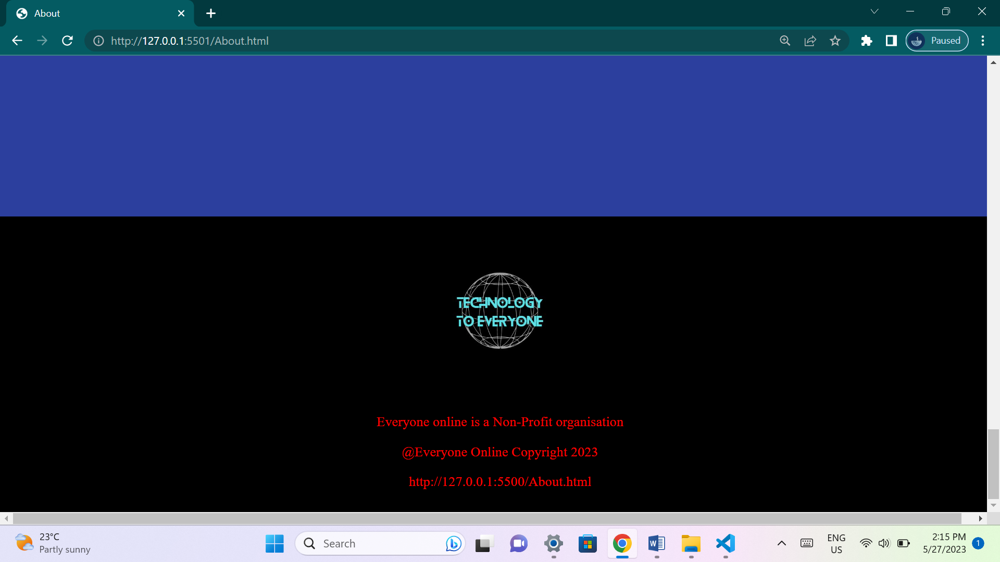 About
http://127.0.0.1:5501/About.html
Paused
TECHNOLOGY
TO EVERYONE
Everyone online is a Non-Profit organisation
@Everyone Online Copyright 2023
http://127.0.0.1:5500/About.html
23°C
Partly sunny
Search
W
ENG
US
2:15 PM
5/27/2023
1